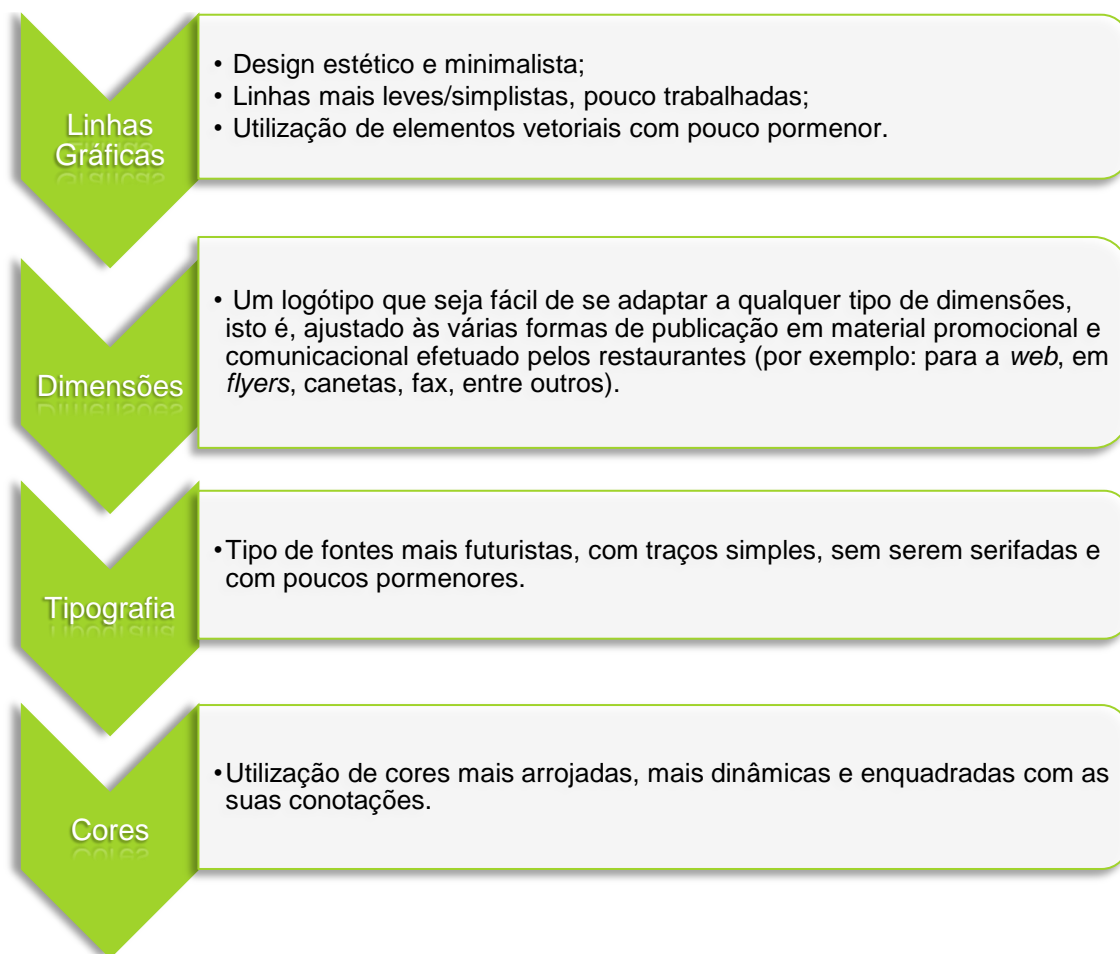 Linhas
Gráficas
• Design estético e minimalista;
• Linhas mais leves/simplistas, pouco trabalhadas;
• Utilização de elementos vetoriais com pouco pormenor.
Dimensões
• Um logótipo que seja fácil de se adaptar a qualquer tipo de dimensões,
isto é, ajustado às várias formas de publicação em material promocional e
comunicacional efetuado pelos restaurantes (por exemplo: para a web, em
flyers, canetas, fax, entre outros).
Tipografia
•Tipo de fontes mais futuristas, com traços simples, sem serem serifadas e
com poucos pormenores.
Cores
•Utilização de cores mais arrojadas, mais dinâmicas e enquadradas com as
suas conotações.